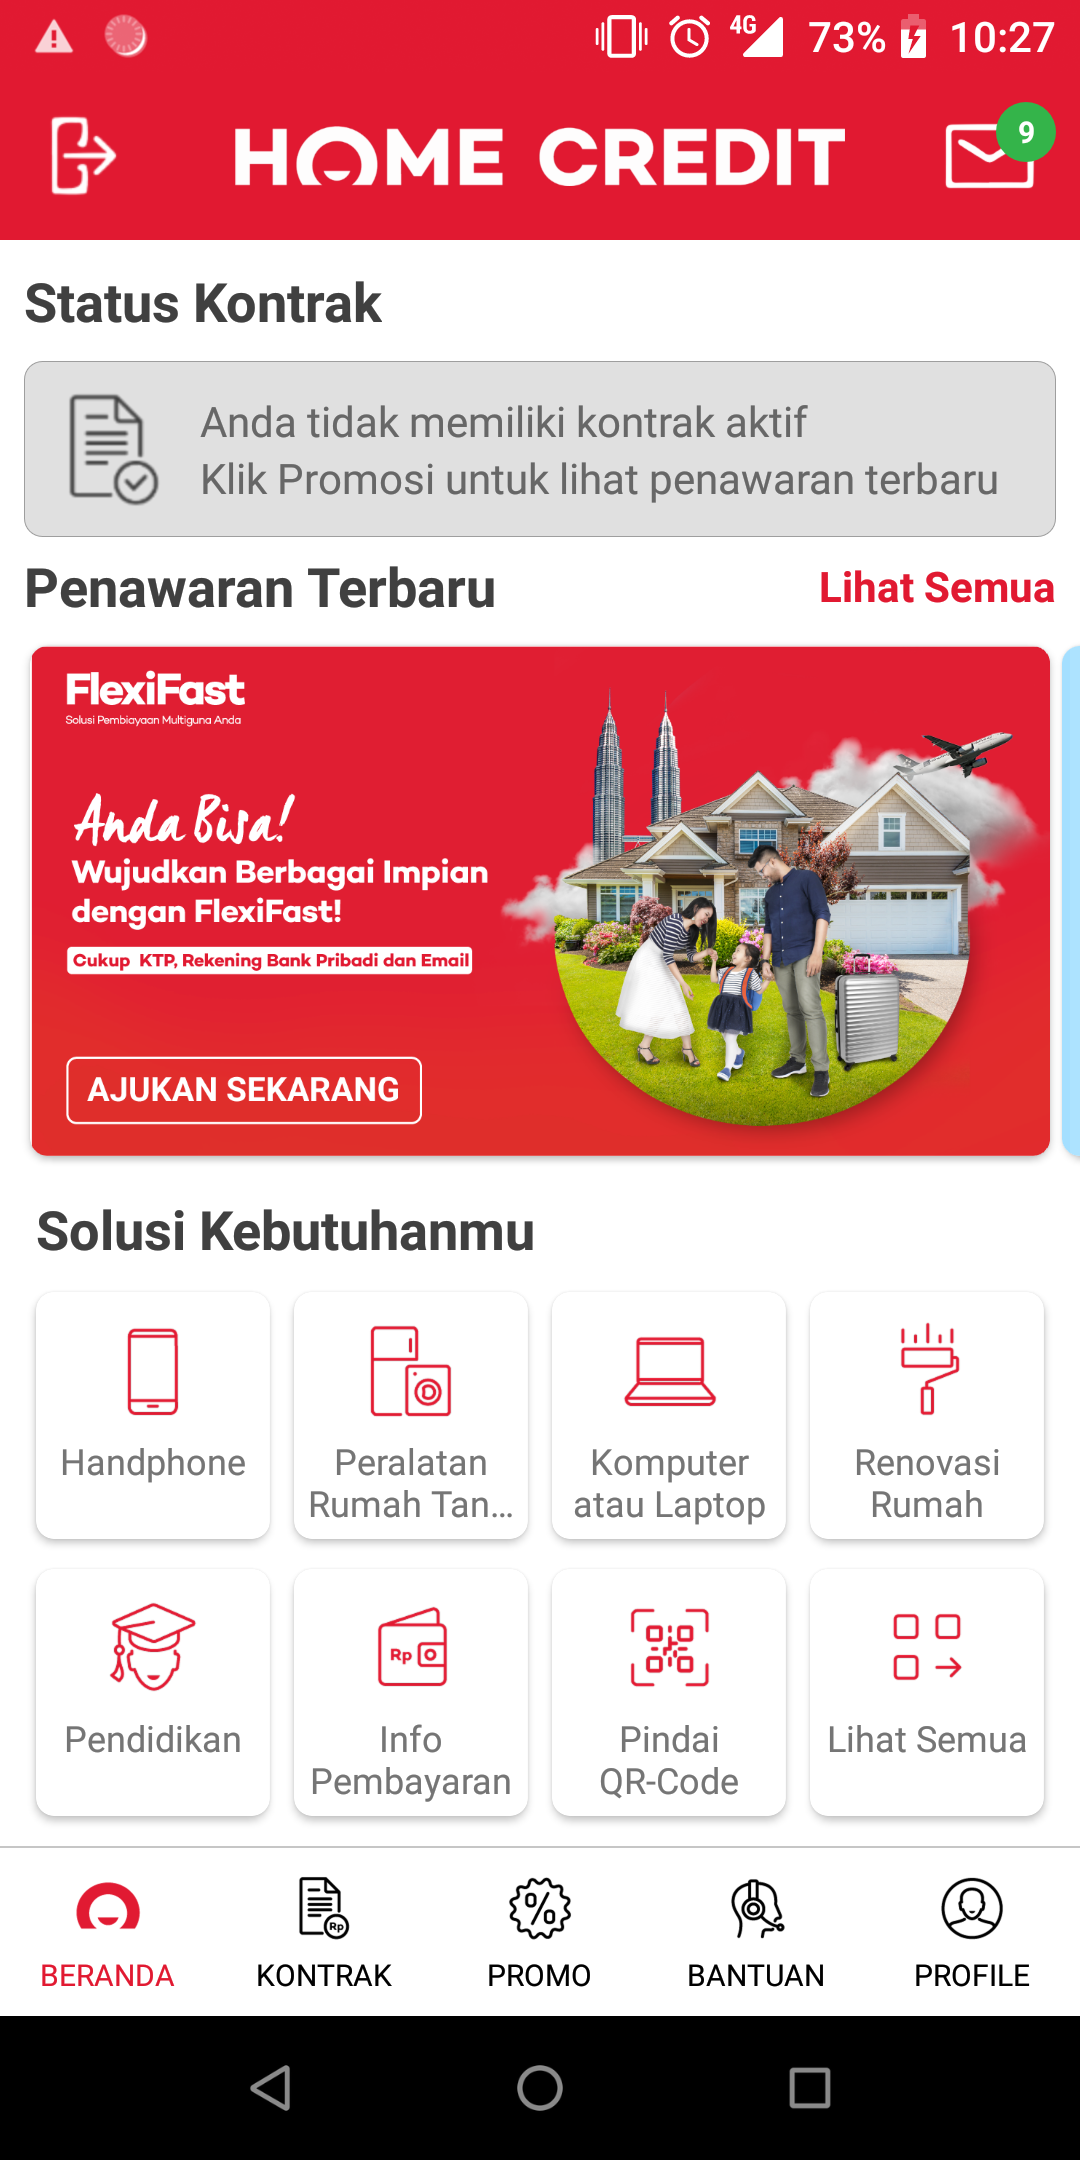 4G 73% 10:27
HOME CREDIT
9
Status Kontrak
Anda tidak memiliki kontrak aktif
Klik Promosi untuk lihat penawaran terbaru
Penawaran Terbaru
Lihat Semua
FlexiFast
Solusi Pembiayaan Multiguna Anda
Anda Bisa!
Wujudkan Berbagai Impian
dengan FlexiFast!
Cukup KTP, Rekening Bank Pribadi dan Email
AJUKAN SEKARANG
Solusi Kebutuhanmu
Handphone
Peralatan
Rumah Tan...
Komputer
atau Laptop
Renovasi
Rumah
Pendidikan
Rp
Info
Pembayaran
Pindai
QR-Code
Lihat Semua
BERANDA
Rp
KONTRAK
%
PROMO
BANTUAN
PROFILE